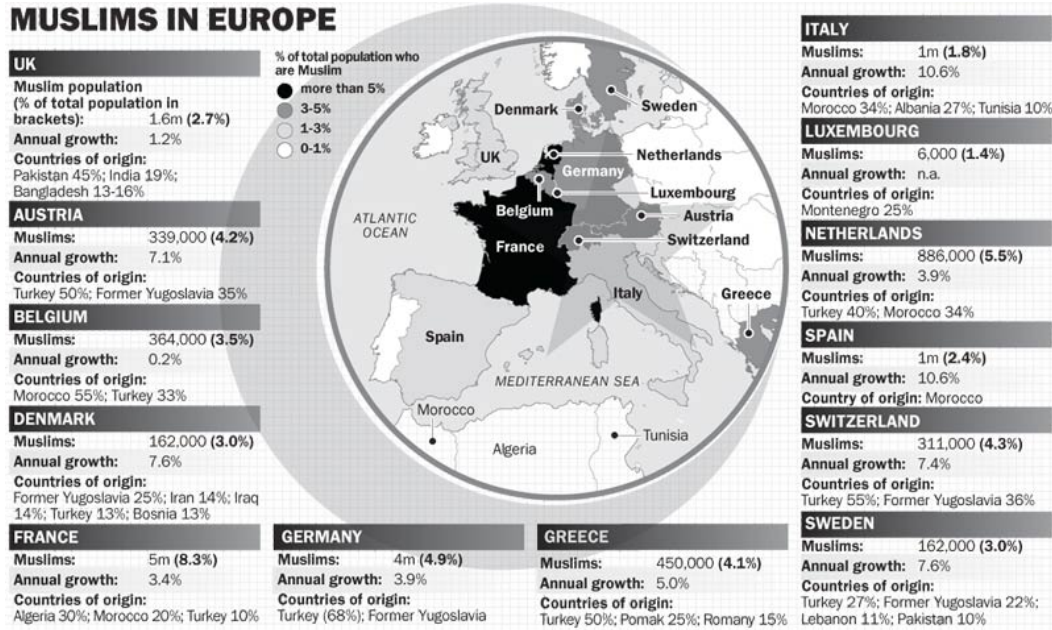 MUSLIMS IN EUROPE
UK
Muslim population
(% of total population in
brackets): 1.6m (2.7%)
Annual growth: 1.2%
Countries of origin:
Pakistan 45%; India 19%;
Bangladesh 13-16%
AUSTRIA
Muslims: 339,000 (4.2%)
Annual growth: 7.1%
Countries of origin:
Turkey 50%; Former Yugoslavia 35%
BELGIUM
Muslims: 364,000 (3.5%)
Annual growth: 0.2%
Countries of origin:
Morocco 55%; Turkey 33%
DENMARK
Muslims: 162,000 (3.0%)
Annual growth: 7.6%
Countries of origin:
Former Yugoslavia 25%; Iran 14%; Iraq
14%; Turkey 13%; Bosnia 13%
FRANCE
Muslims: 5m (8.3%)
Annual growth: 3.4%
Countries of origin:
Algeria 30%; Morocco 20%; Turkey 10%
% of total population who
are Muslim
more than 5%
3-5%
1-3%
0-1%
Denmark
Sweden
UK
Netherlands
Germany
Luxembourg
Belgium
Austria
ATLANTIC
OCEAN
France
Switzerland
Italy
Greece
Spain
MEDITERRANEAN SEA
Morocco
Algeria
Tunisia
GERMANY
Muslims: 4m (4.9%)
Annual growth: 3.9%
Countries of origin:
Turkey (68%); Former Yugoslavia
GREECE
Muslims: 450,000 (4.1%)
Annual growth: 5.0%
Countries of origin:
Turkey 50%; Pomak 25%; Romany 15%
ITALY
Muslims: 1m (1.8%)
Annual growth: 10.6%
Countries of origin:
Morocco 34%; Albania 27%; Tunisia 10%
LUXEMBOURG
Muslims: 6,000 (1.4%)
Annual growth: n.a.
Countries of origin:
Montenegro 25%
NETHERLANDS
Muslims: 886,000 (5.5%)
Annual growth: 3.9%
Countries of origin:
Turkey 40%; Morocco 34%
SPAIN
Muslims: 1m (2.4%)
Annual growth: 10.6%
Country of origin: Morocco
SWITZERLAND
Muslims: 311,000 (4.3%)
Annual growth: 7.4%
Countries of origin:
Turkey 55%; Former Yugoslavia 36%
SWEDEN
Muslims: 162,000 (3.0%)
Annual growth: 7.6%
Countries of origin:
Turkey 27%; Former Yugoslavia 22%;
Lebanon 11%; Pakistan 10%